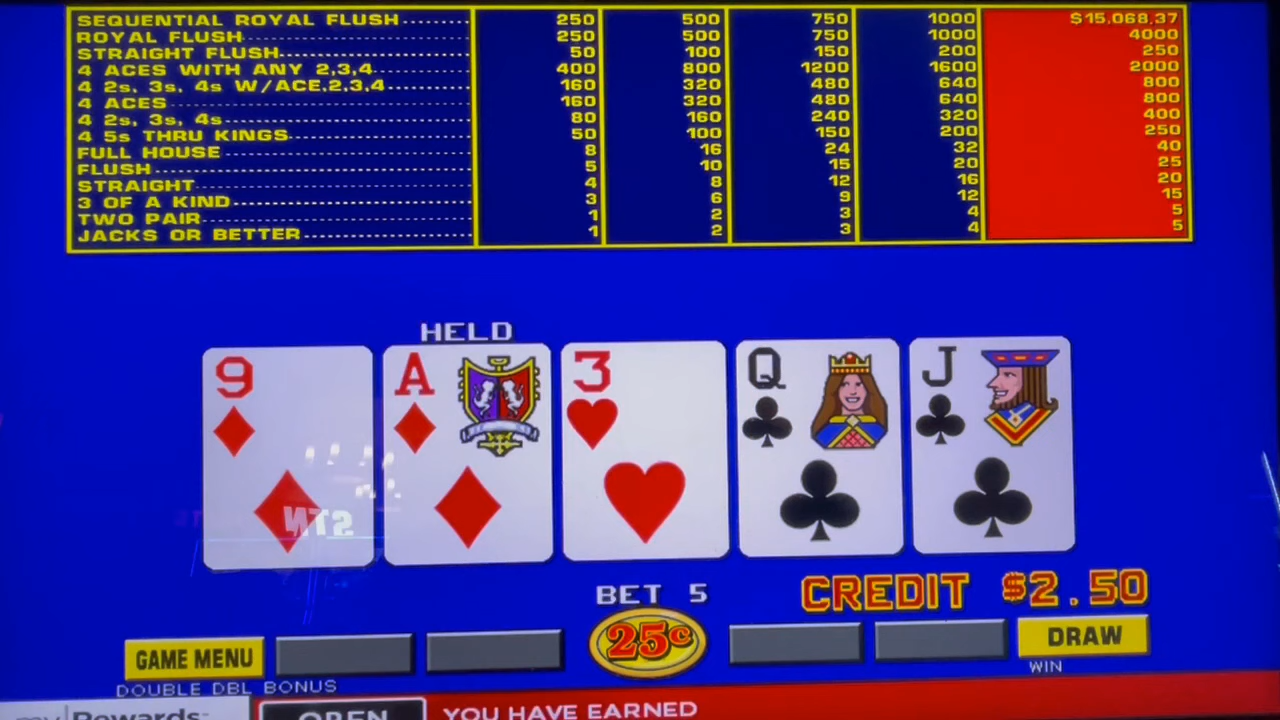 SEQUENTIAL ROYAL FLUSH 250 500 750 1000 $15,068.37
ROYAL FLUSH 250 500 750 1000 4000
STRAIGHT FLUSH 50 100 150 200 250
4 ACES WITH ANY 2,3,4 400 800 1200 1600 2000
4 2s, 3s, 4s W/ACE,2,3,4 160 320 480 640 800
4 ACES 160 320 480 640 800
4 2s, 3s, 4s 80 160 240 320 400
4 5s THRU KINGS 50 100 150 200 250
FULL HOUSE 8 16 24 32 40
FLUSH 5 10 15 20 25
STRAIGHT 4 8 12 16 20
3 OF A KIND 3 6 9 12 15
TWO PAIR 1 2 3 4 5
JACKS OR BETTER 1 2 3 4 5
HELD
9 A 3 Q J
STN
BET 5 CREDIT $2.50
GAME MENU 25¢ DRAW
WIN
DOUBLE DBL BONUS
my|Rewards OPEN YOU HAVE EARNED